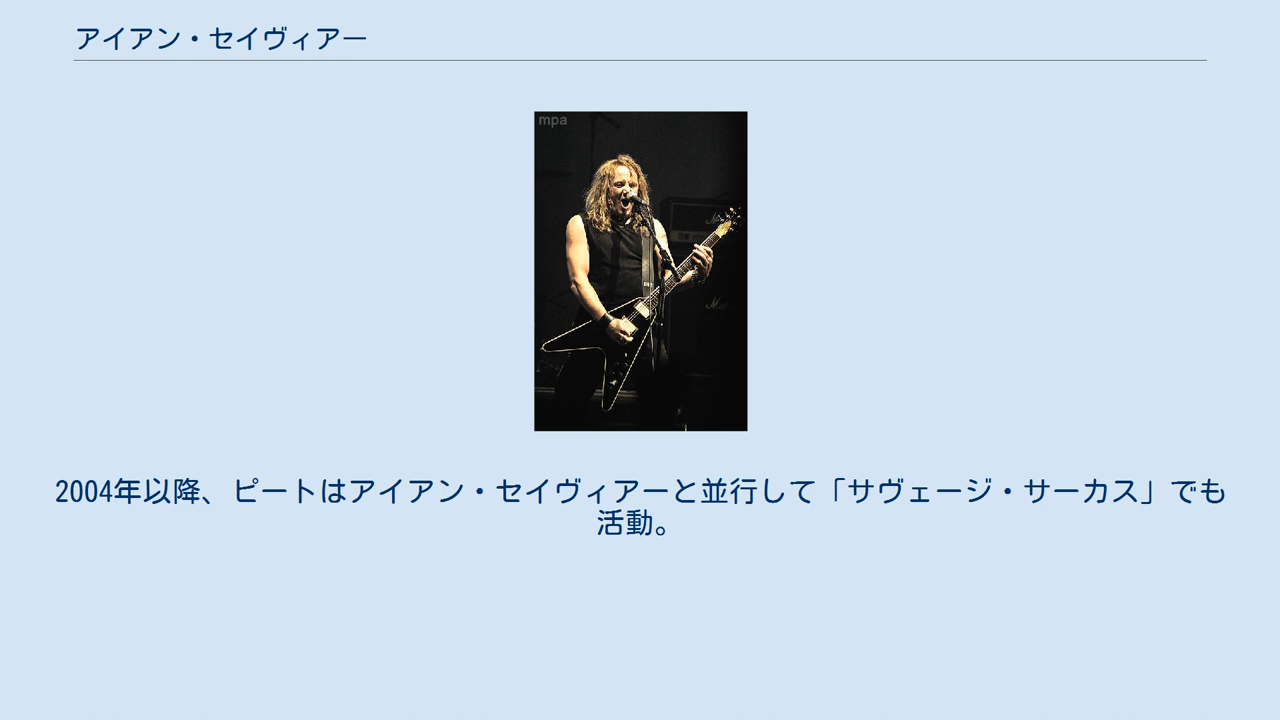 アイアン・セイヴィアー
mpa
2004年以降、ピートはアイアン・セイヴィアーと並行して「サヴェージ・サーカス」でも
活動。